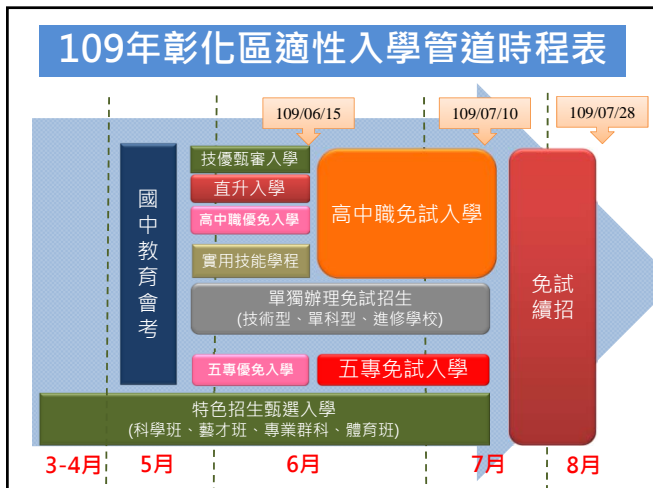 109年彰化區適性入學管道時程表
109/06/15
109/07/10
109/07/28
國中教育會考
技優甄審入學
直升入學
高中職優免入學
實用技能學程
高中職免試入學
單獨辦理免試招生
(技術型、單科型、進修學校)
五專優免入學
五專免試入學
免試
續招
特色招生甄選入學
(科學班、藝才班、專業群科、體育班)
3-4月
5月
6月
7月
8月